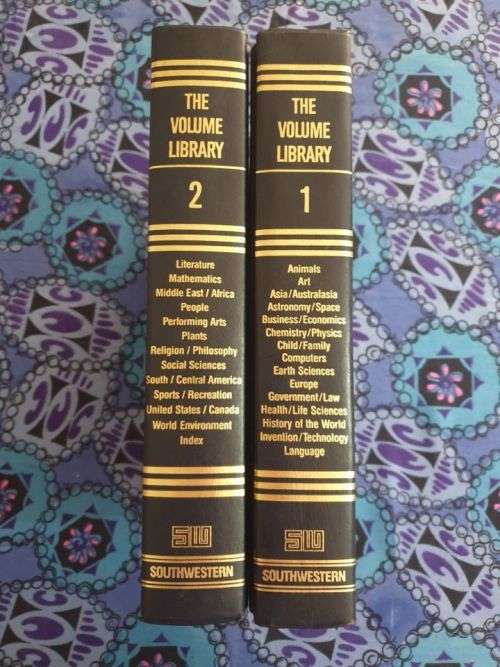 THE
VOLUME
LIBRARY
2
Literature
Mathematics
Middle East / Africa
People
Performing Arts
Plants
Religion / Philosophy
Social Sciences
South / Central America
Sports / Recreation
United States / Canada
World Environment
Index
SW
SOUTHWESTERN
THE
VOLUME
LIBRARY
1
Animals
Art
Asia/Australasia
Astronomy/Space
Business/Economics
Chemistry/Physics
Child/Family
Computers
Earth Sciences
Europe
Government/Law
Health/Life Sciences
History of the World
Invention/Technology
Language
SW
SOUTHWESTERN